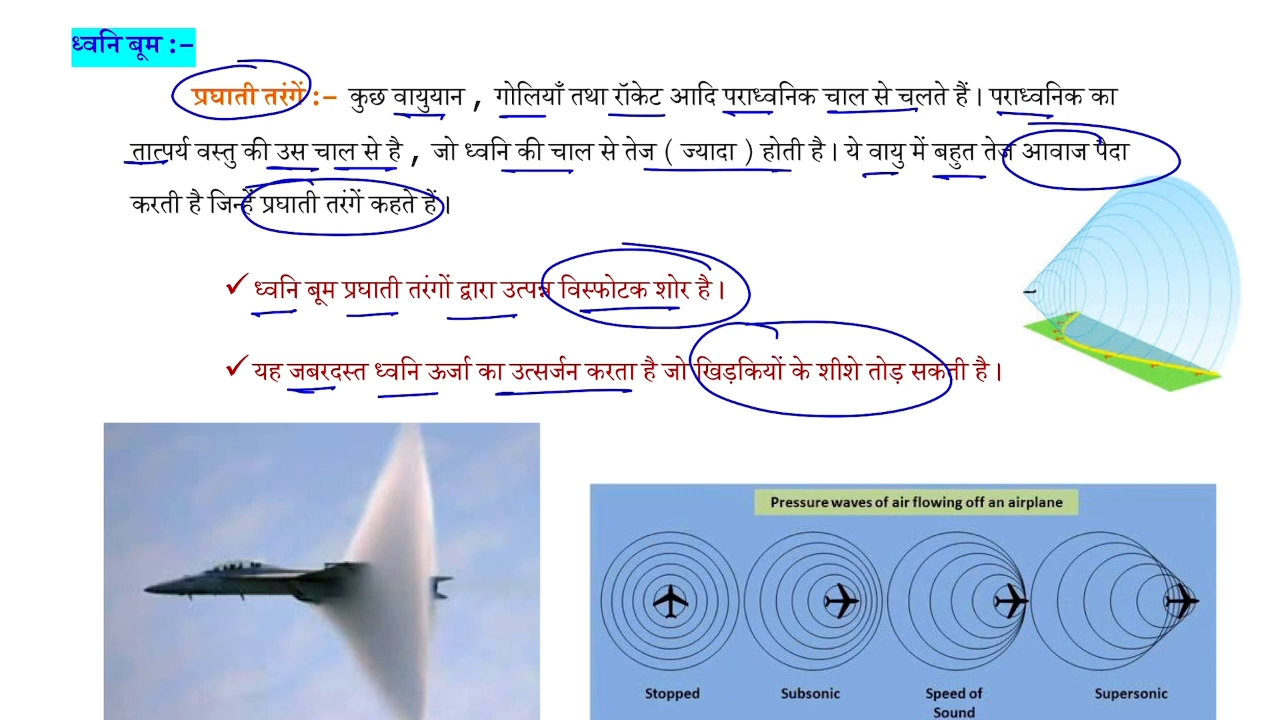 ध्वनि बूम :–
प्रघाती तरंगें :– कुछ वायुयान , गोलियाँ तथा रॉकेट आदि पराध्वनिक चाल से चलते हैं। पराध्वनिक का
तात्पर्य वस्तु की उस चाल से है , जो ध्वनि की चाल से तेज ( ज्यादा ) होती है। ये वायु में बहुत तेज आवाज पैदा
करती है जिन्हें प्रघाती तरंगें कहते हैं।
✓ ध्वनि बूम प्रघाती तरंगों द्वारा उत्पन्न विस्फोटक शोर है।
✓ यह जबरदस्त ध्वनि ऊर्जा का उत्सर्जन करता है जो खिड़कियों के शीशे तोड़ सकती है।
Pressure waves of air flowing off an airplane
Stopped Subsonic Speed of Sound Supersonic